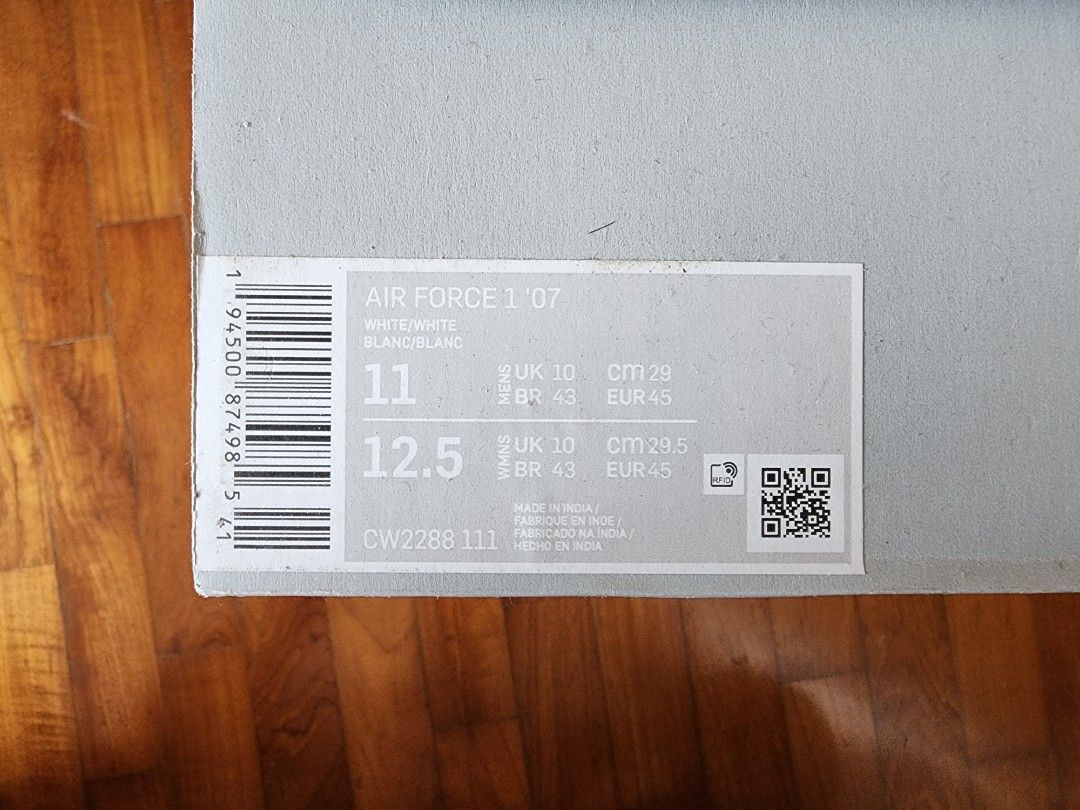 1 94500 87498 5 41
AIR FORCE 1 '07
WHITE/WHITE
BLANC/BLANC
11 MENS UK 10 cm 29
BR 43 EUR 45
12.5 WMNS UK 10 cm 29.5
BR 43 EUR 45
RFID
CW2288 111
MADE IN INDIA /
FABRIQUE EN INDE /
FABRICADO NA ÍNDIA /
HECHO EN INDIA